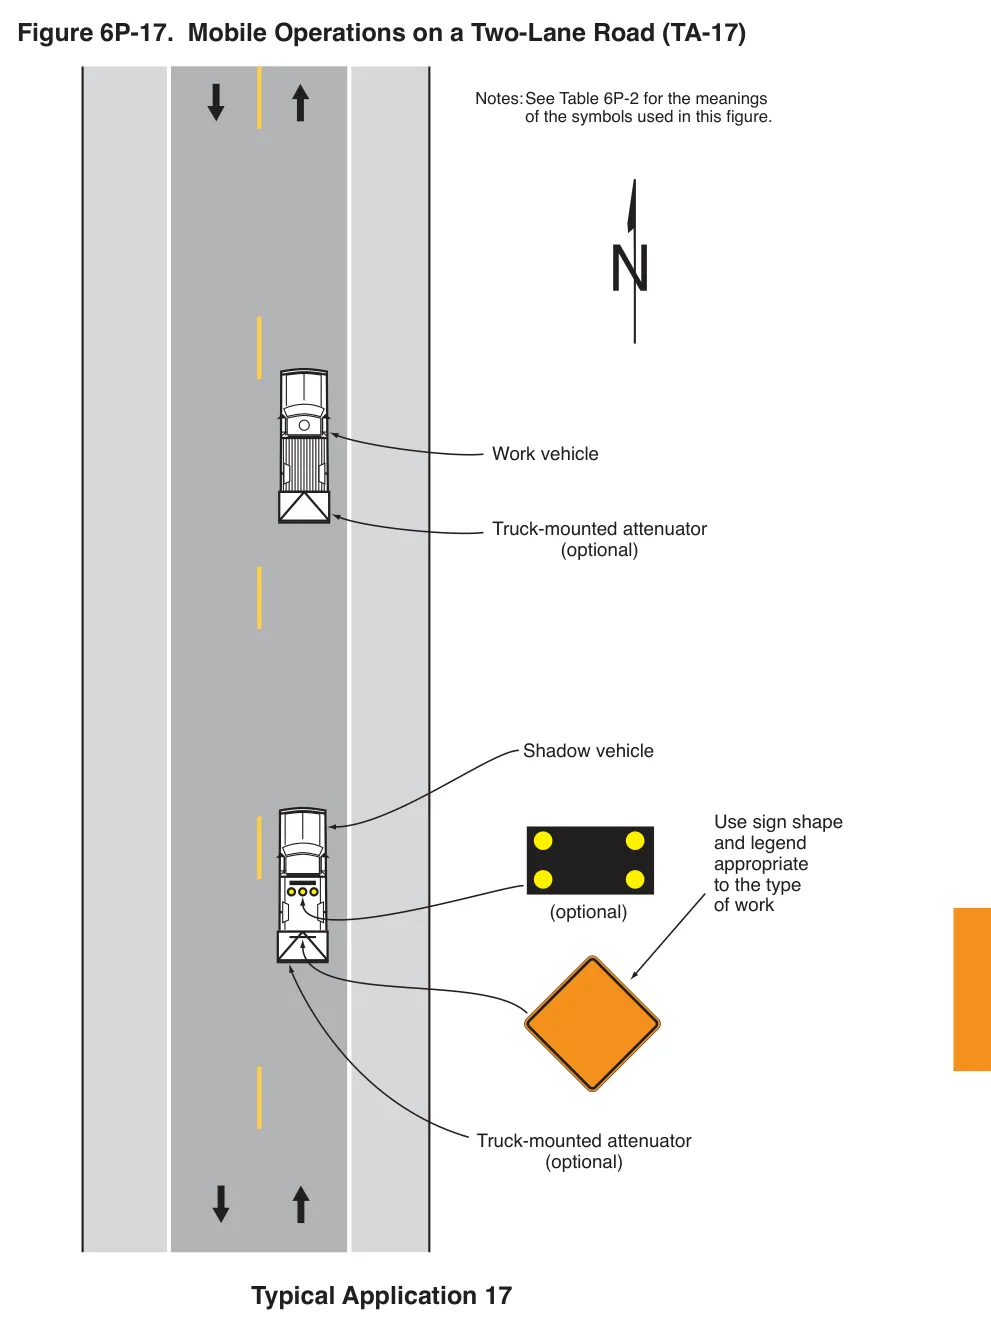 Figure 6P-17. Mobile Operations on a Two-Lane Road (TA-17)
Notes: See Table 6P-2 for the meanings
of the symbols used in this figure.
N
Work vehicle
Truck-mounted attenuator
(optional)
Shadow vehicle
Use sign shape
and legend
appropriate
to the type
of work
(optional)
Truck-mounted attenuator
(optional)
Typical Application 17